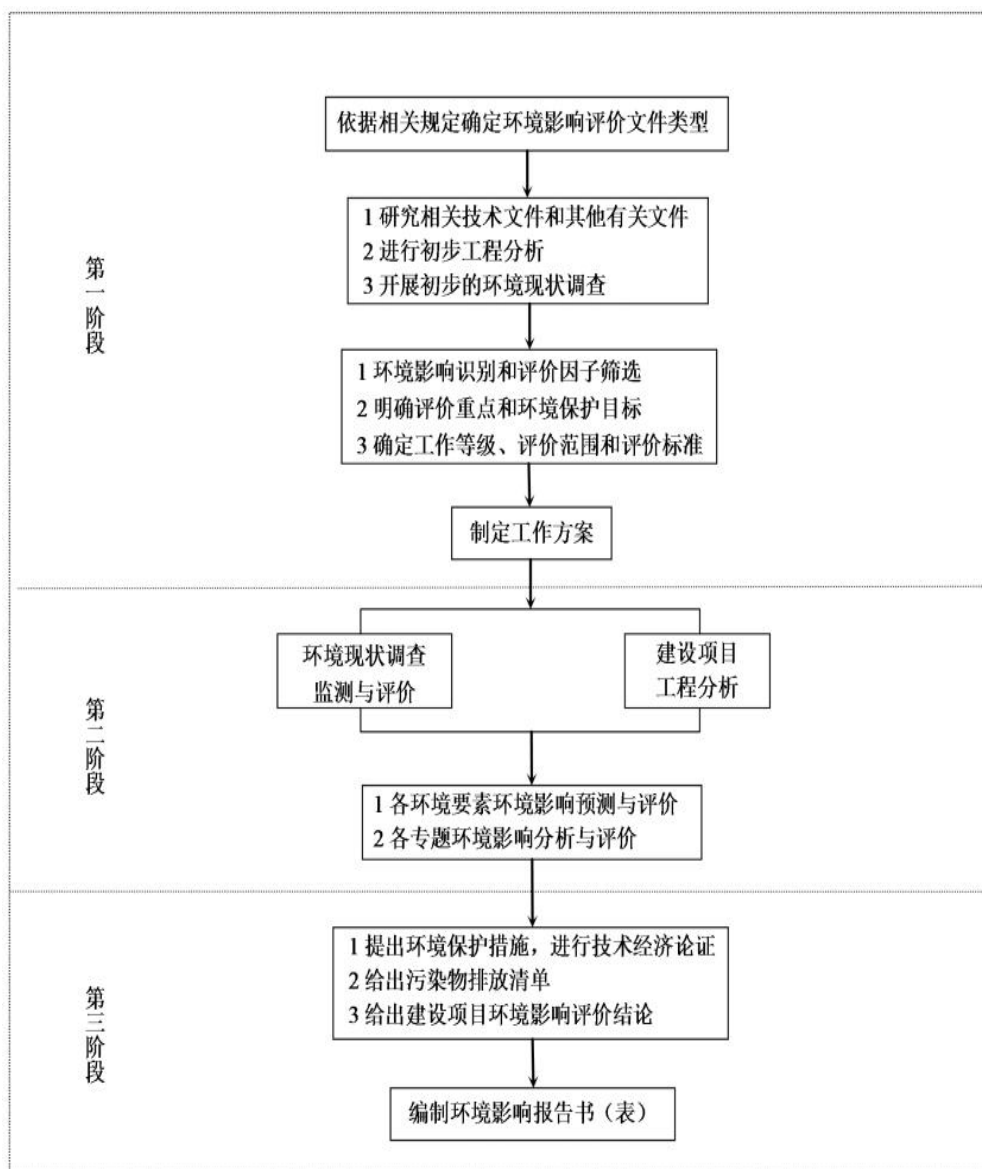 依据相关规定确定环境影响评价文件类型
1 研究相关技术文件和其他有关文件
2 进行初步工程分析
3 开展初步的环境现状调查
第一阶段
1 环境影响识别和评价因子筛选
2 明确评价重点和环境保护目标
3 确定工作等级、评价范围和评价标准
制定工作方案
环境现状调查
监测与评价
建设项目
工程分析
第二阶段
1 各环境要素环境影响预测与评价
2 各专题环境影响分析与评价
1 提出环境保护措施，进行技术经济论证
2 给出污染物排放清单
3 给出建设项目环境影响评价结论
第三阶段
编制环境影响报告书（表）